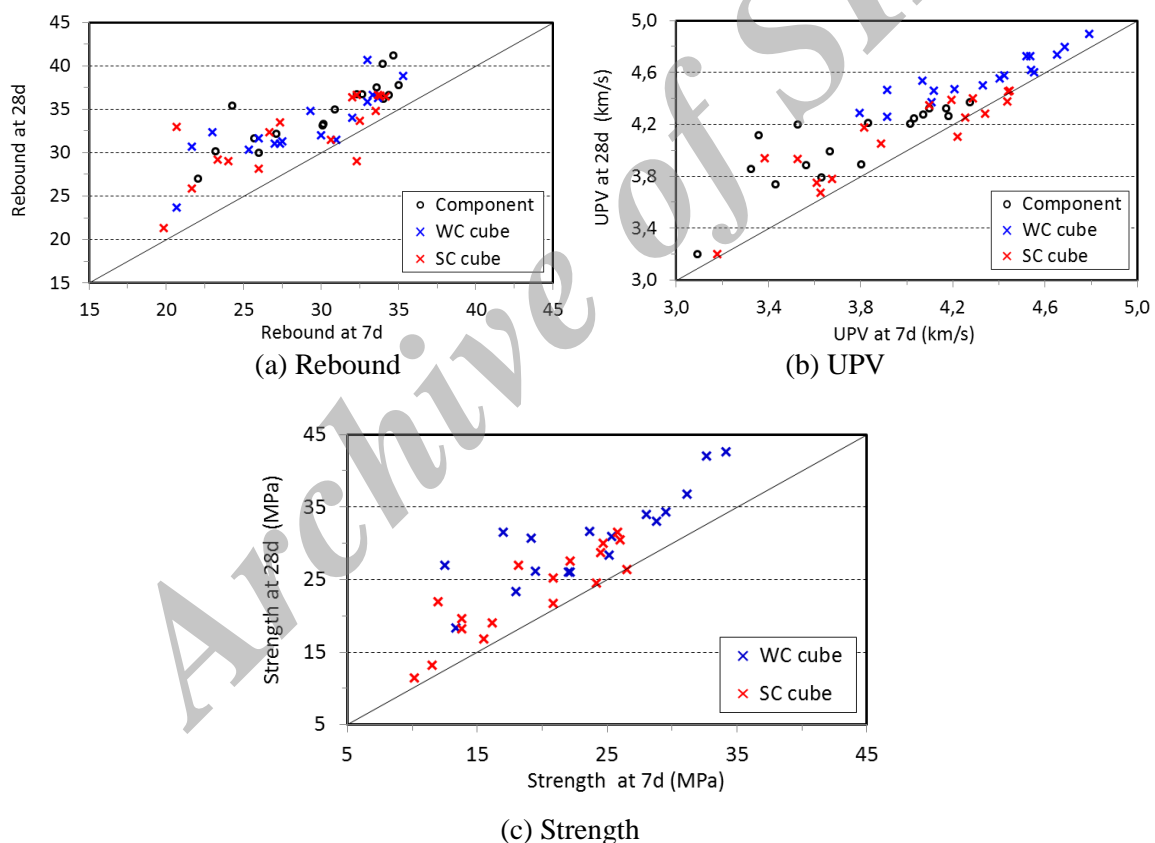 45
40
35
30
25
20
15
15 20 25 30 35 40 45
Rebound at 28d
Rebound at 7d
Component
WC cube
SC cube
(a) Rebound
5,0
4,6
4,2
3,8
3,4
3,0
3,0 3,4 3,8 4,2 4,6 5,0
UPV at 28d (km/s)
UPV at 7d (km/s)
Component
WC cube
SC cube
(b) UPV
45
35
25
15
5
5 15 25 35 45
Strength at 28d (MPa)
Strength at 7d (MPa)
WC cube
SC cube
(c) Strength
Archive of